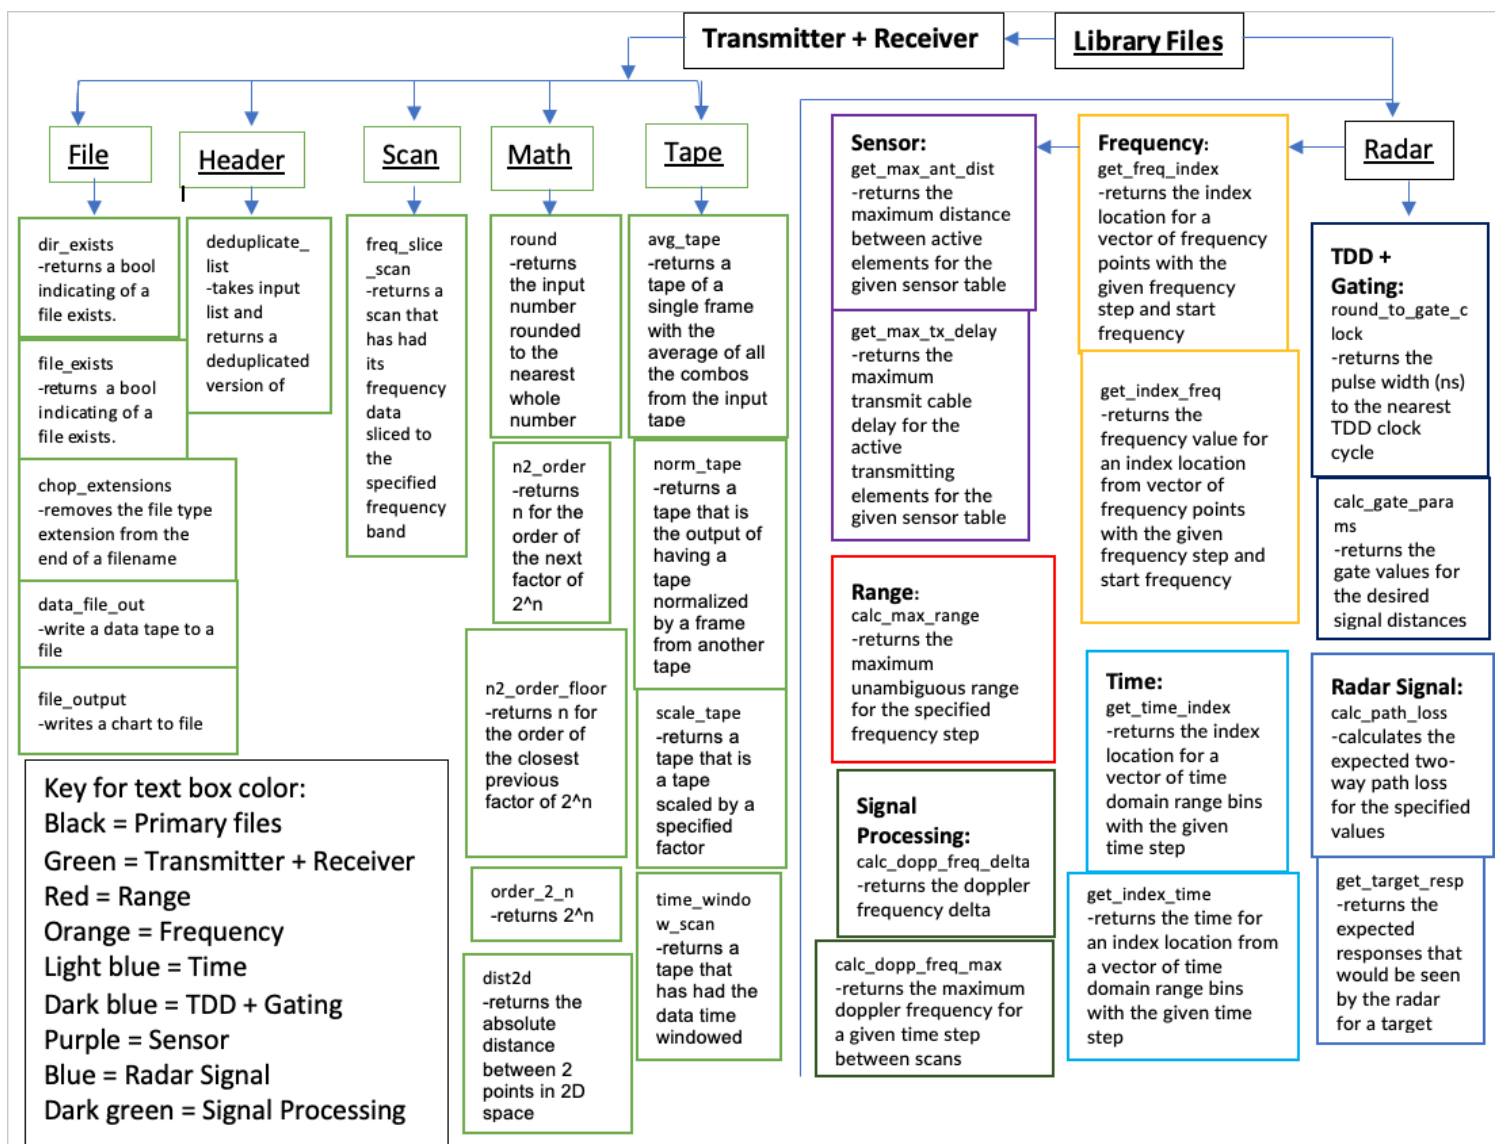 Transmitter + Receiver
Library Files
File
Header
Scan
Math
Tape
Radar
dir_exists
-returns a bool
indicating of a
file exists.
file_exists
-returns  a bool
indicating of a
file exists.
chop_extensions
-removes the file type
extension from the
end of a filename
data_file_out
-write a data tape to a
file
file_output
-writes a chart to file
deduplicate_
list
-takes input
list and
returns a
deduplicated
version of
freq_slice
_scan
-returns a
scan that
has had
its
frequency
data
sliced to
the
specified
frequency
band
round
-returns
the input
number
rounded
to the
nearest
whole
number
n2_order
-returns
n for the
order of
the next
factor of
2^n
n2_order_floor
-returns n for
the order of
the closest
previous
factor of 2^n
order_2_n
-returns 2^n
dist2d
-returns the
absolute
distance
between 2
points in 2D
space
avg_tape
-returns a
tape of a
single frame
with the
average of all
the combos
from the input
tape
norm_tape
-returns a
tape that is
the output of
having a
tape
normalized
by a frame
from another
tape
scale_tape
-returns a
tape that is
a tape
scaled by a
specified
factor
time_windo
w_scan
-returns a
tape that
has had the
data time
windowed
Sensor:
get_max_ant_dist
-returns the
maximum distance
between active
elements for the
given sensor table
get_max_tx_delay
-returns the
maximum
transmit cable
delay for the
active
transmitting
elements for the
given sensor table
Range:
calc_max_range
-returns the
maximum
unambiguous range
for the specified
frequency step
Signal
Processing:
calc_dopp_freq_delta
-returns the doppler
frequency delta
calc_dopp_freq_max
-returns the maximum
doppler frequency for
a given time step
between scans
Frequency:
get_freq_index
-returns the index
location for a
vector of frequency
points with the
given frequency
step and start
frequency
get_index_freq
-returns the
frequency value for
an index location
from vector of
frequency points
with the given
frequency step and
start frequency
Time:
get_time_index
-returns the index
location for a
vector of time
domain range bins
with the given
time step
get_index_time
-returns the time for
an index location from
a vector of time
domain range bins
with the given time
step
TDD +
Gating:
round_to_gate_c
lock
-returns the
pulse width (ns)
to the nearest
TDD clock
cycle
calc_gate_para
ms
-returns the
gate values for
the desired
signal distances
Radar Signal:
calc_path_loss
-calculates the
expected two-
way path loss
for the specified
values
get_target_resp
-returns the
expected
responses that
would be seen
by the radar
for a target
Key for text box color:
Black = Primary files
Green = Transmitter + Receiver
Red = Range
Orange = Frequency
Light blue = Time
Dark blue = TDD + Gating
Purple = Sensor
Blue = Radar Signal
Dark green = Signal Processing